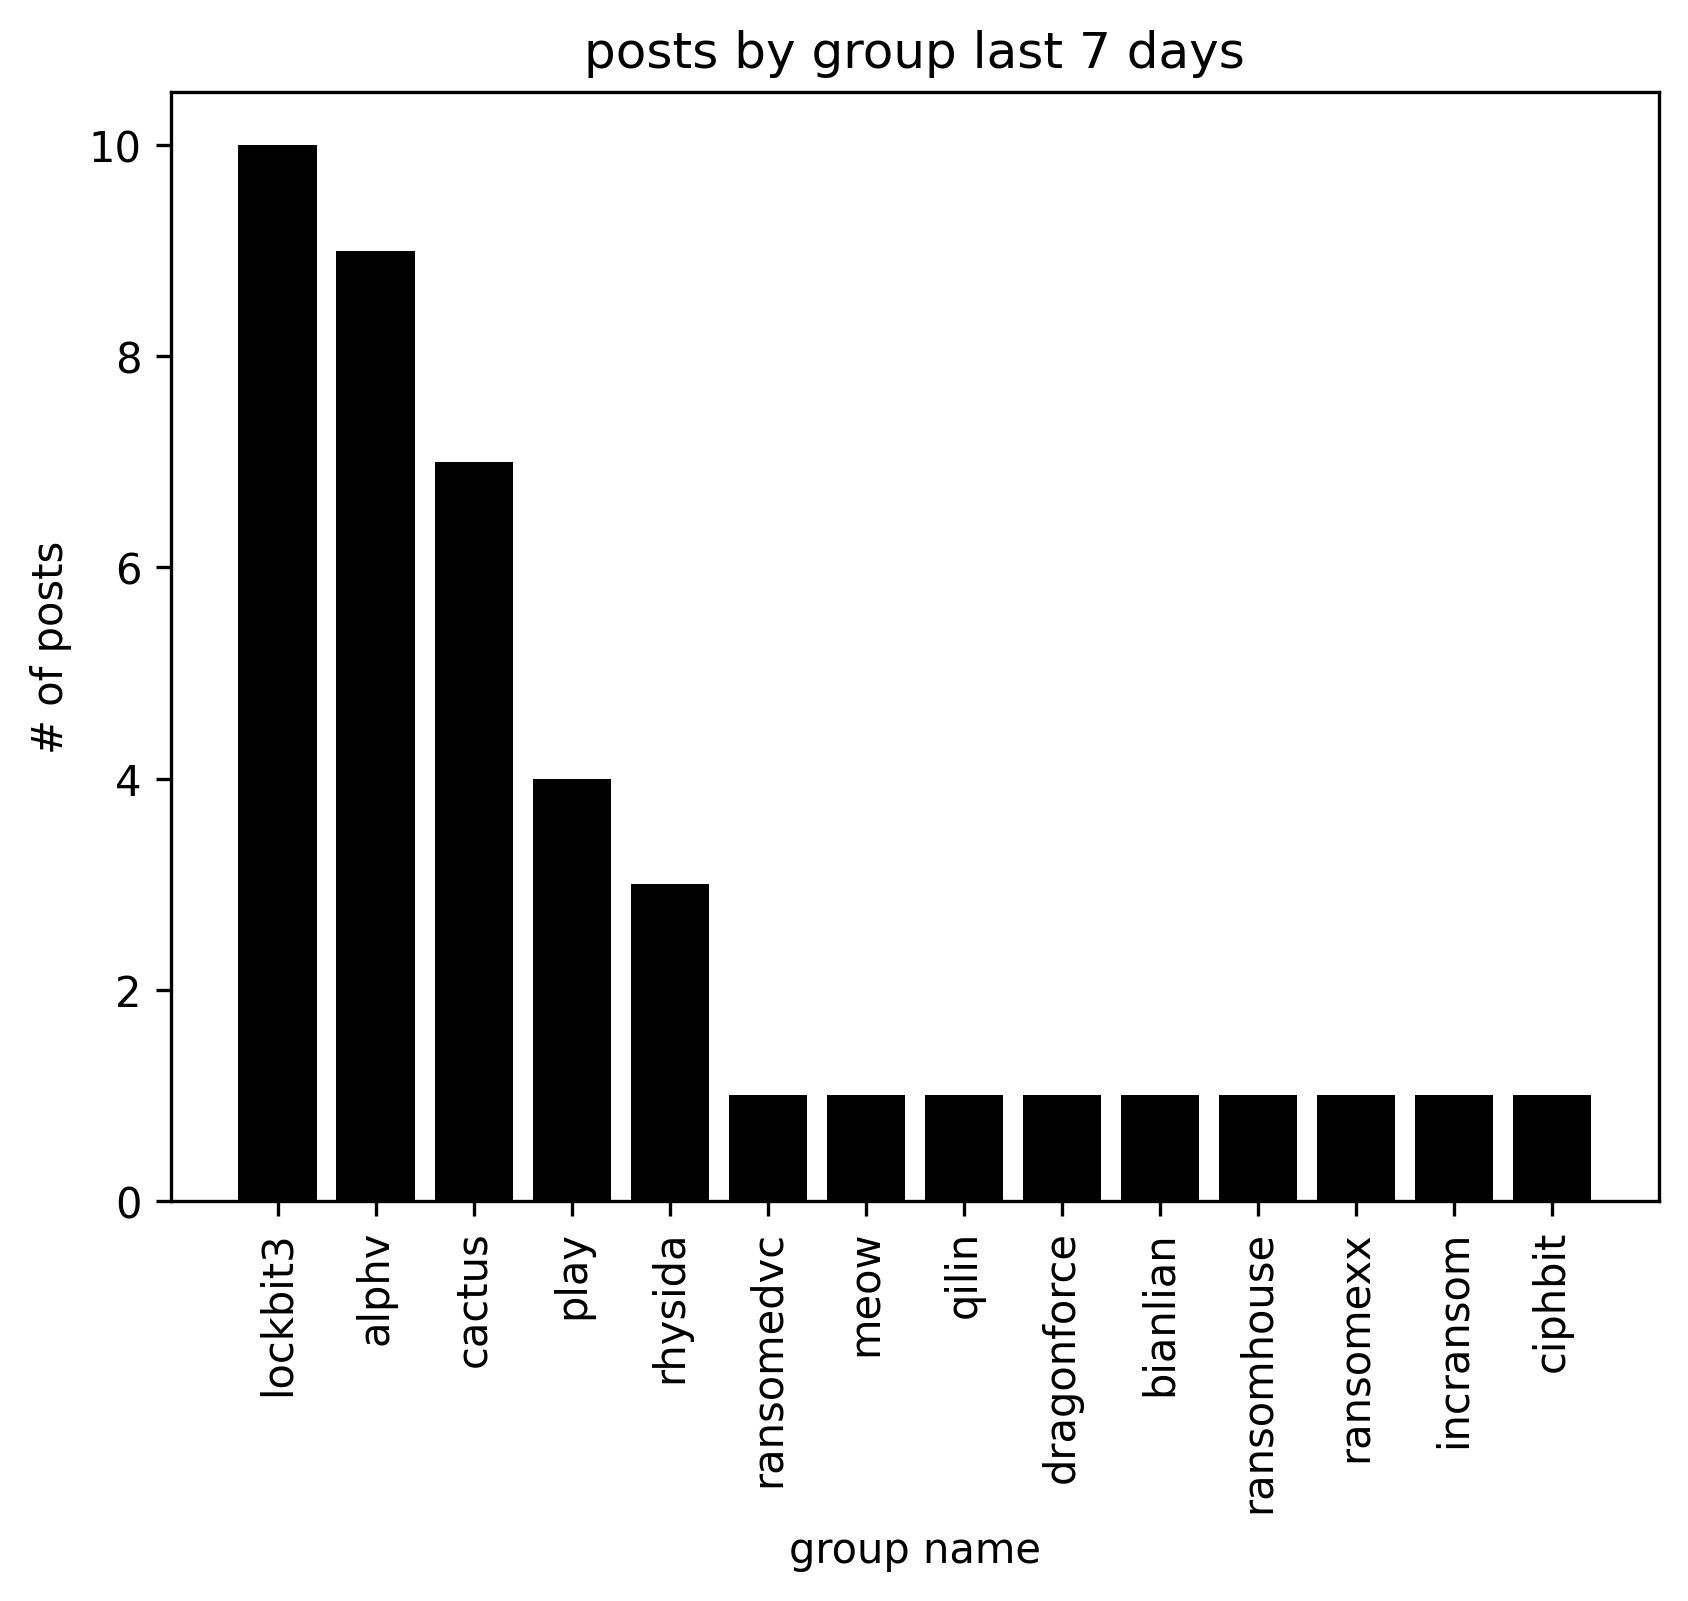 posts by group last 7 days
# of posts
10
8
6
4
2
0
lockbit3
alphv
cactus
play
rhysida
ransomedvc
meow
qilin
dragonforce
bianlian
ransomhouse
ransomexx
incransom
ciphbit
group name